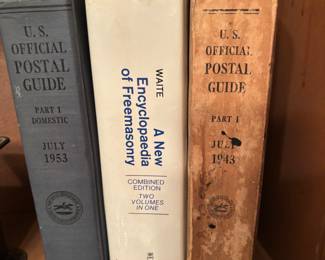 U. S.
OFFICIAL
POSTAL
GUIDE
PART I
DOMESTIC
JULY
1953
WAITE
A New
Encyclopaedia
of Freemasonry
COMBINED
EDITION
TWO
VOLUMES
IN ONE
U. S.
OFFICIAL
POSTAL
GUIDE
PART I
JULY
1943